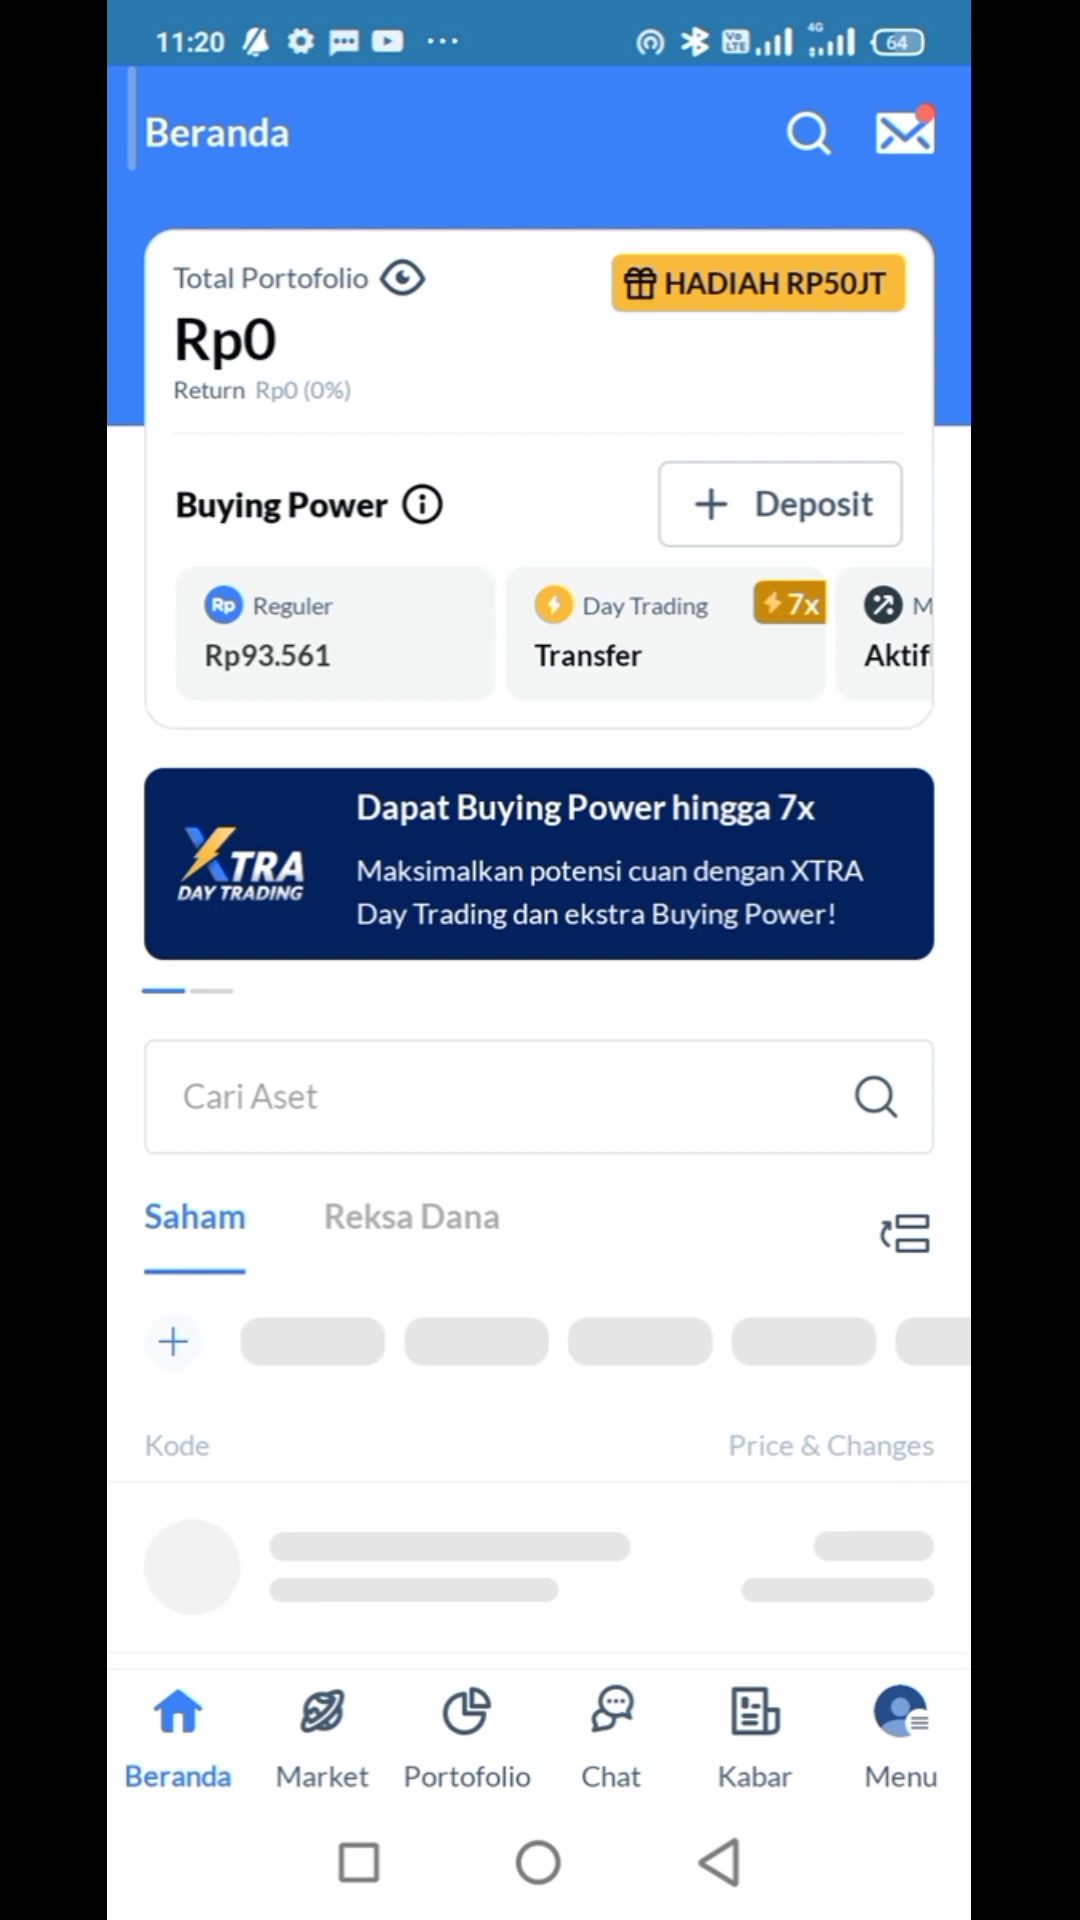 11:20
4G
VO
LTE
64
Beranda
Total Portofolio
HADIAH RP50JT
Rp0
Return Rp0 (0%)
Buying Power
+ Deposit
Rp Reguler
Rp93.561
Day Trading
7x
Transfer
M
Aktif
XTRA
DAY TRADING
Dapat Buying Power hingga 7x
Maksimalkan potensi cuan dengan XTRA
Day Trading dan ekstra Buying Power!
Cari Aset
Saham
Reksa Dana
Kode
Price & Changes
Beranda
Market
Portofolio
Chat
Kabar
Menu